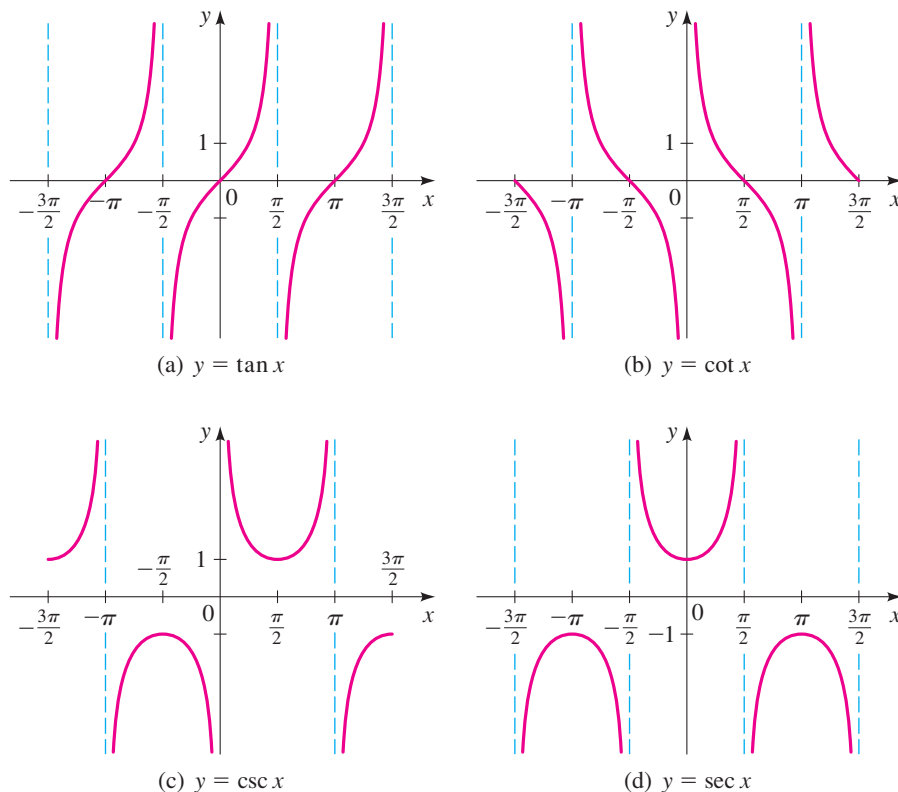 y
1
−3π/2 −π −π/2 0 π/2 π 3π/2 x
(a) y = tan x
y
1
−3π/2 −π −π/2 0 π/2 π 3π/2 x
(b) y = cot x
y
−π/2 1 3π/2
−3π/2 −π 0 π/2 π x
(c) y = csc x
y
−3π/2 −π −π/2 0 π/2 π 3π/2 x
−1
(d) y = sec x